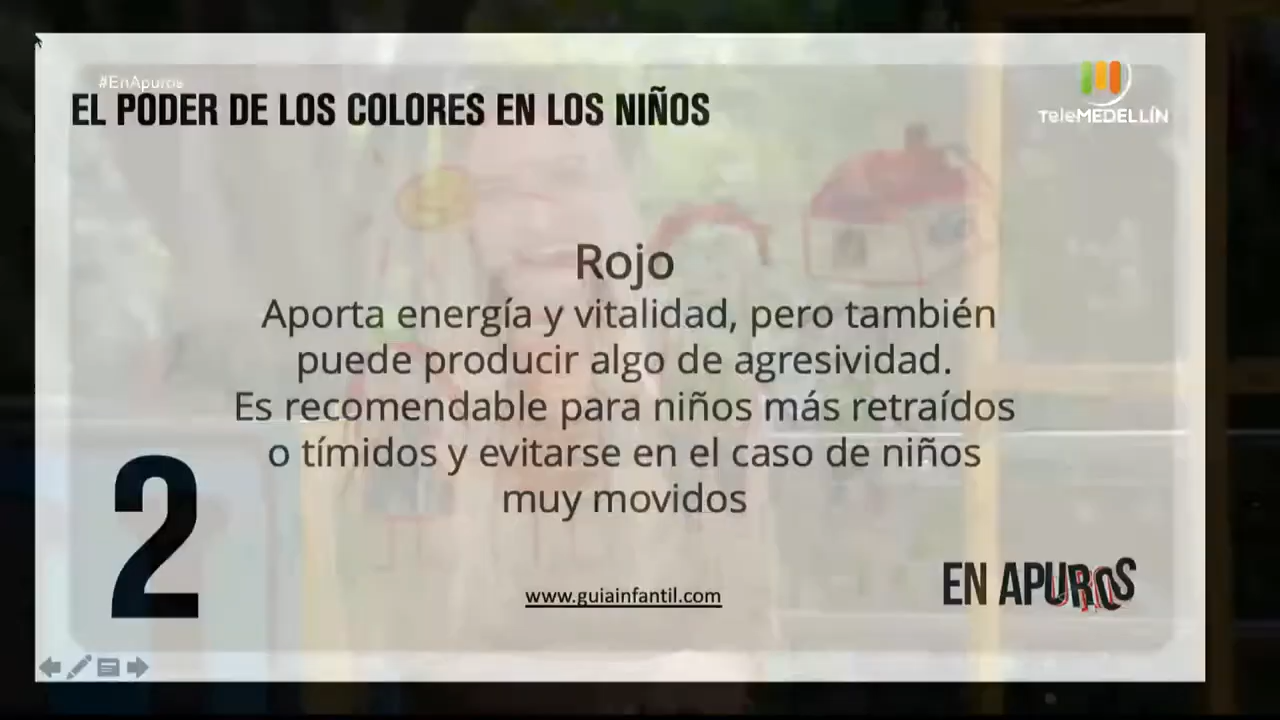 #EnApuros
EL PODER DE LOS COLORES EN LOS NIÑOS
TeleMEDELLÍN
Rojo
Aporta energía y vitalidad, pero también
puede producir algo de agresividad.
Es recomendable para niños más retraídos
o tímidos y evitarse en el caso de niños
muy movidos
2
www.guiainfantil.com
EN APUROS